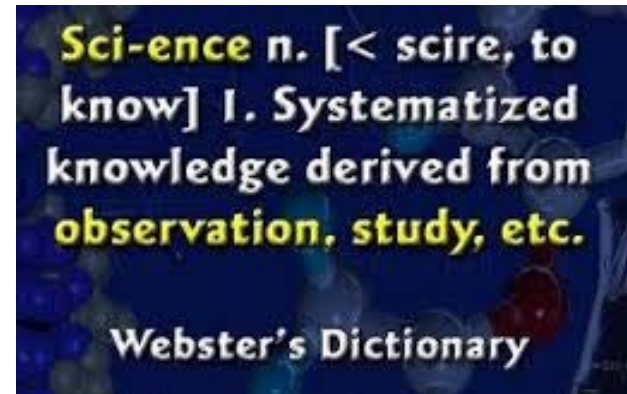 Sci-ence n. [< scire, to
know] 1. Systematized
knowledge derived from
observation, study, etc.
Webster's Dictionary